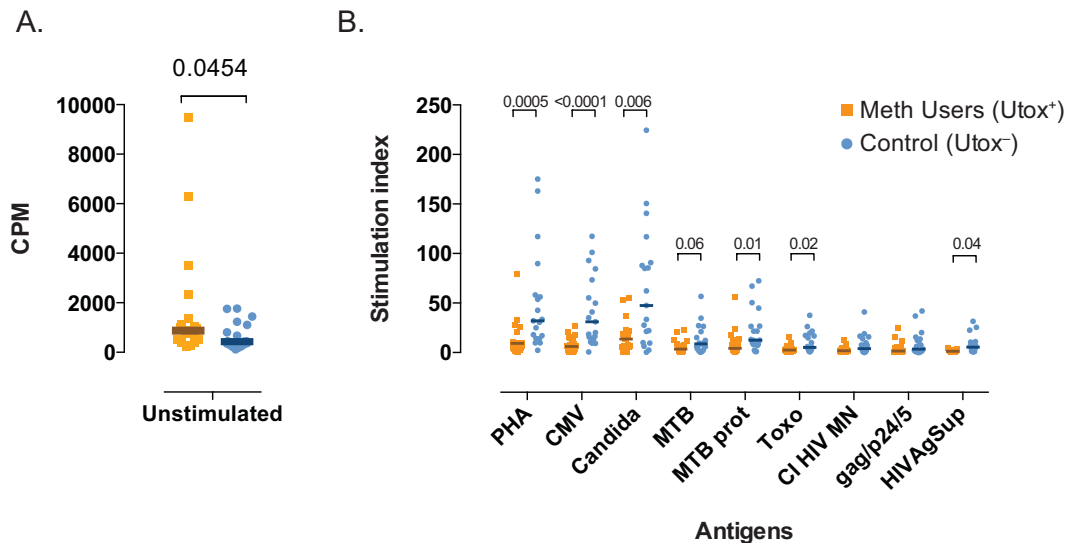 A.
B.
0.0454
CPM
10000
8000
6000
4000
2000
0
Unstimulated
Stimulation index
250
200
150
100
50
0
0.0005
<0.0001
0.006
0.06
0.01
0.02
0.04
Meth Users (Utox⁺)
Control (Utox⁻)
PHA
CMV
Candida
MTB
MTB prot
Toxo
CI HIV MN
gag/p24/5
HIVAgSup
Antigens